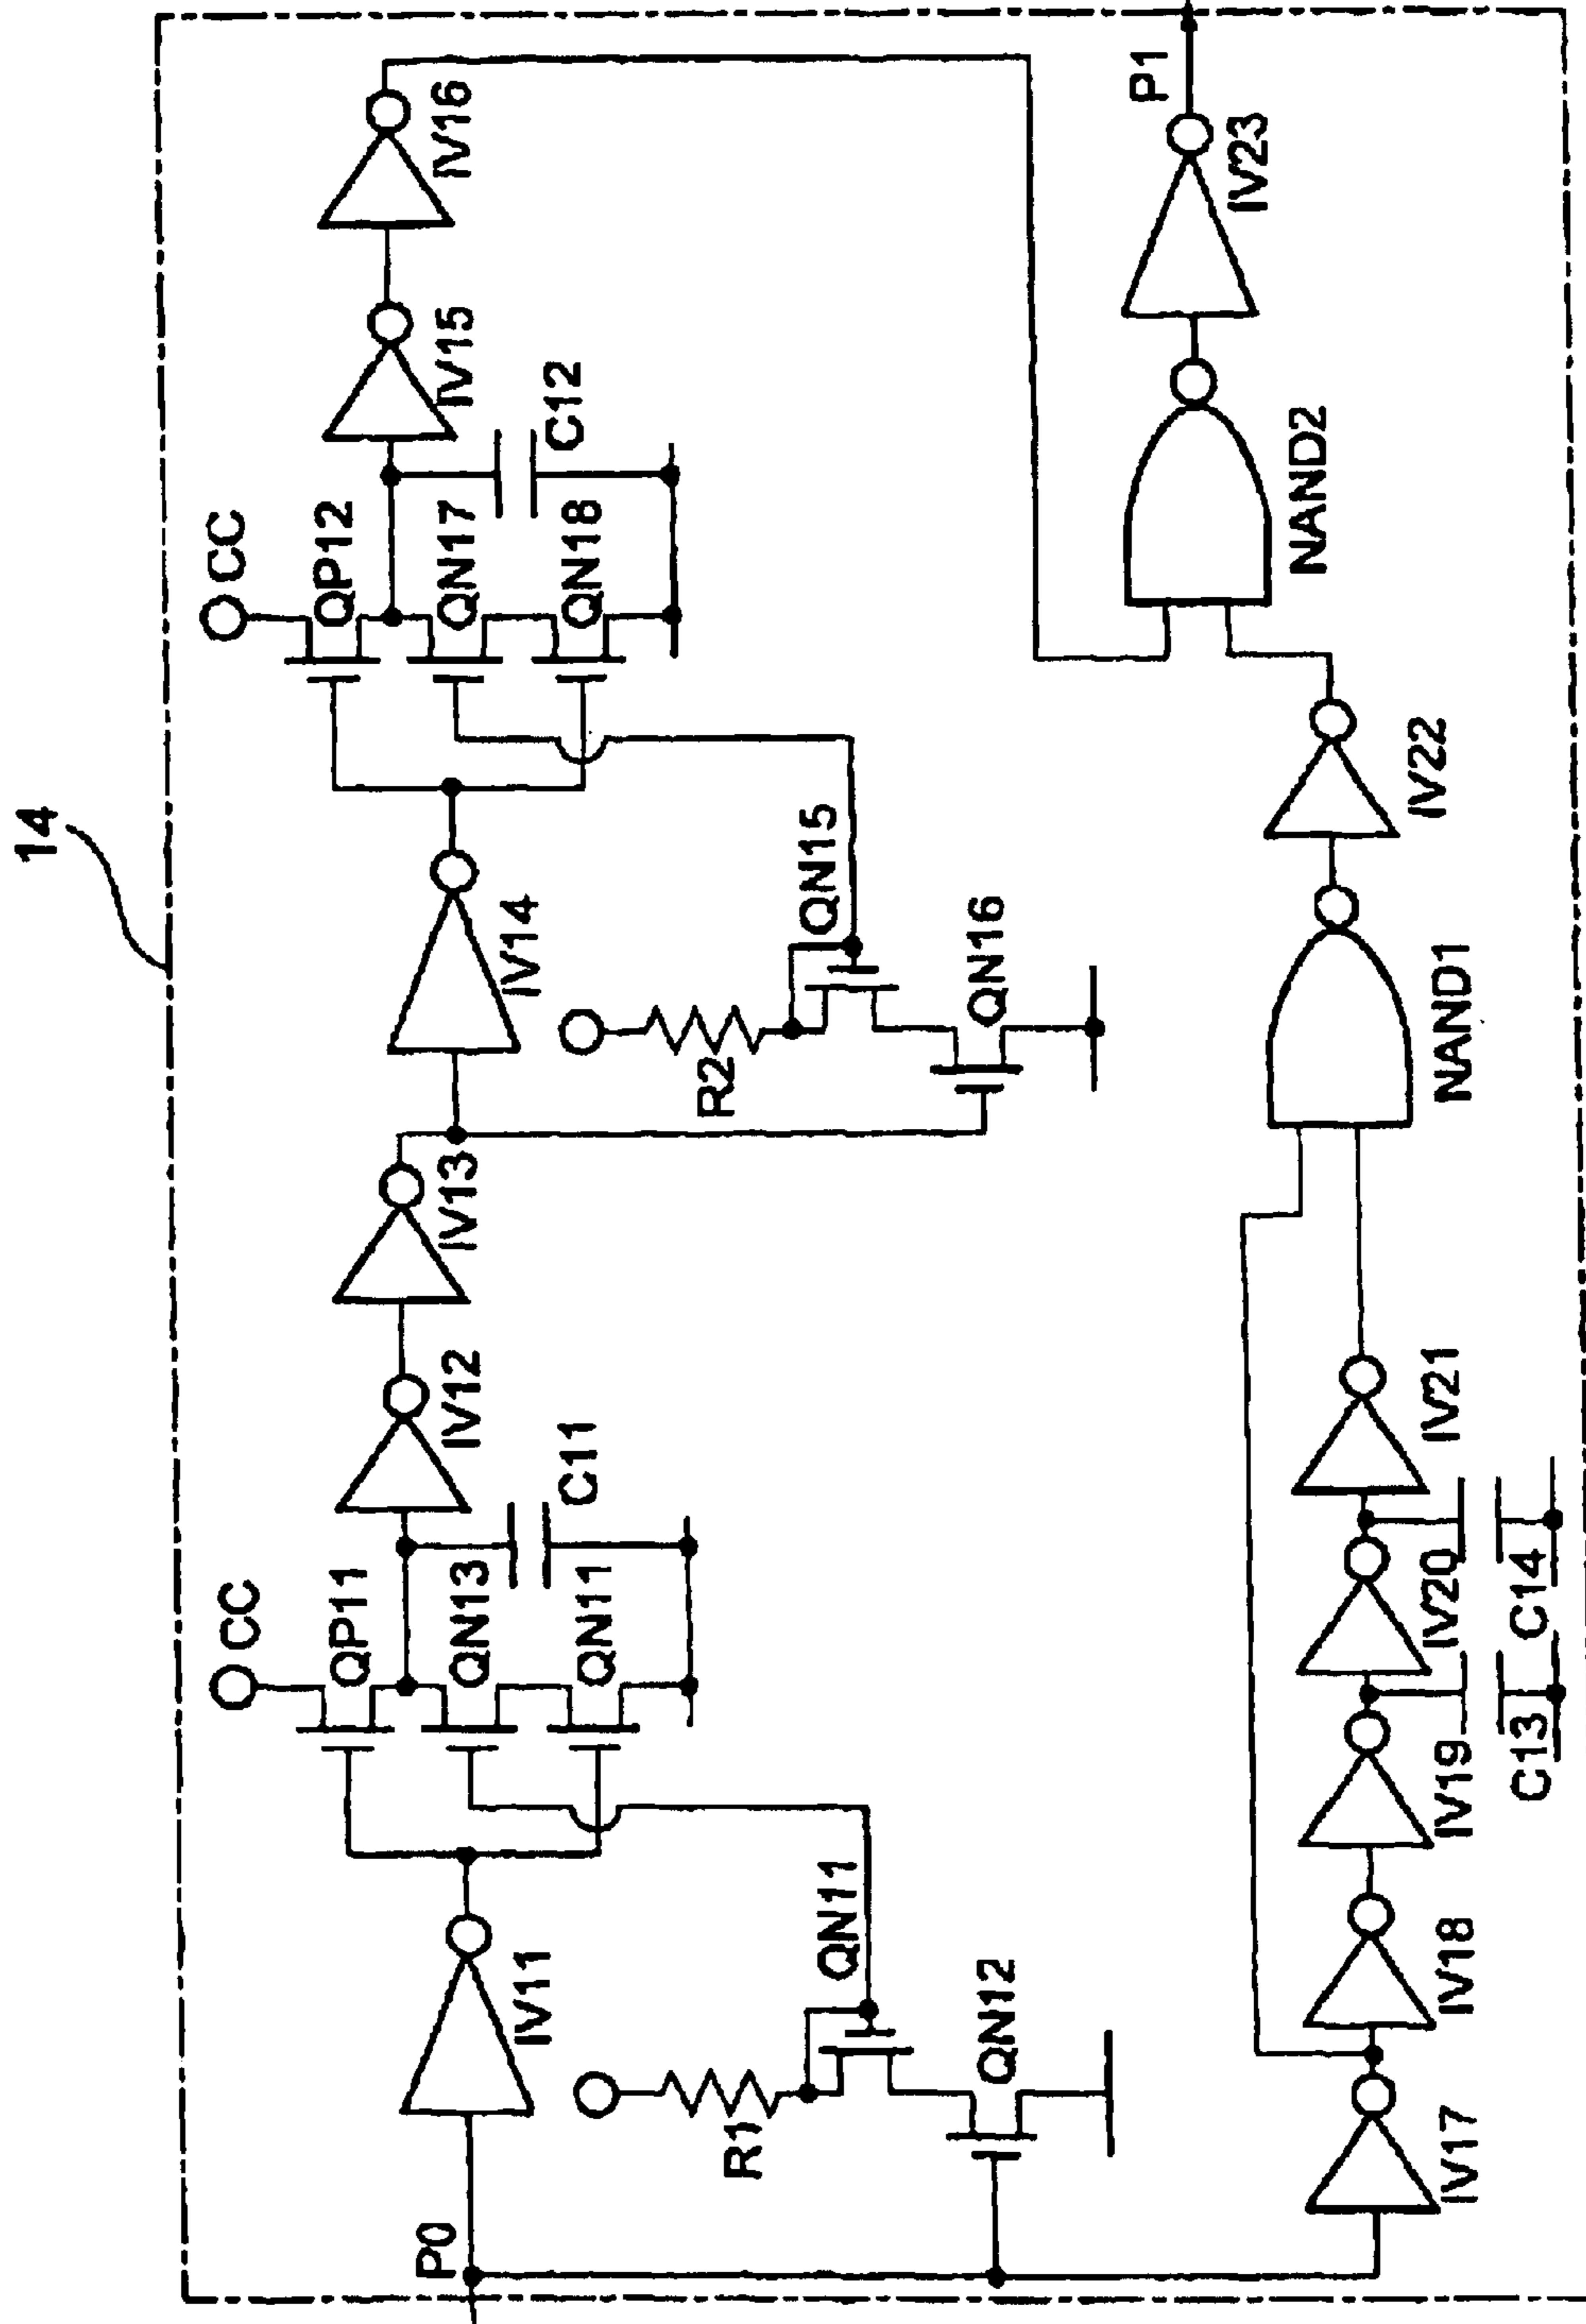 14
P0
IV11
R1
QN11
QN12
CC
QP11
QN13
QN11
C11
IV12
IV13
IV14
R2
QN15
QN16
CC
QP12
QN17
QN18
C12
IV15
IV16
IV17
IV18
IV19
C13
IV20
C14
IV21
NAND1
IV22
NAND2
IV23
P1